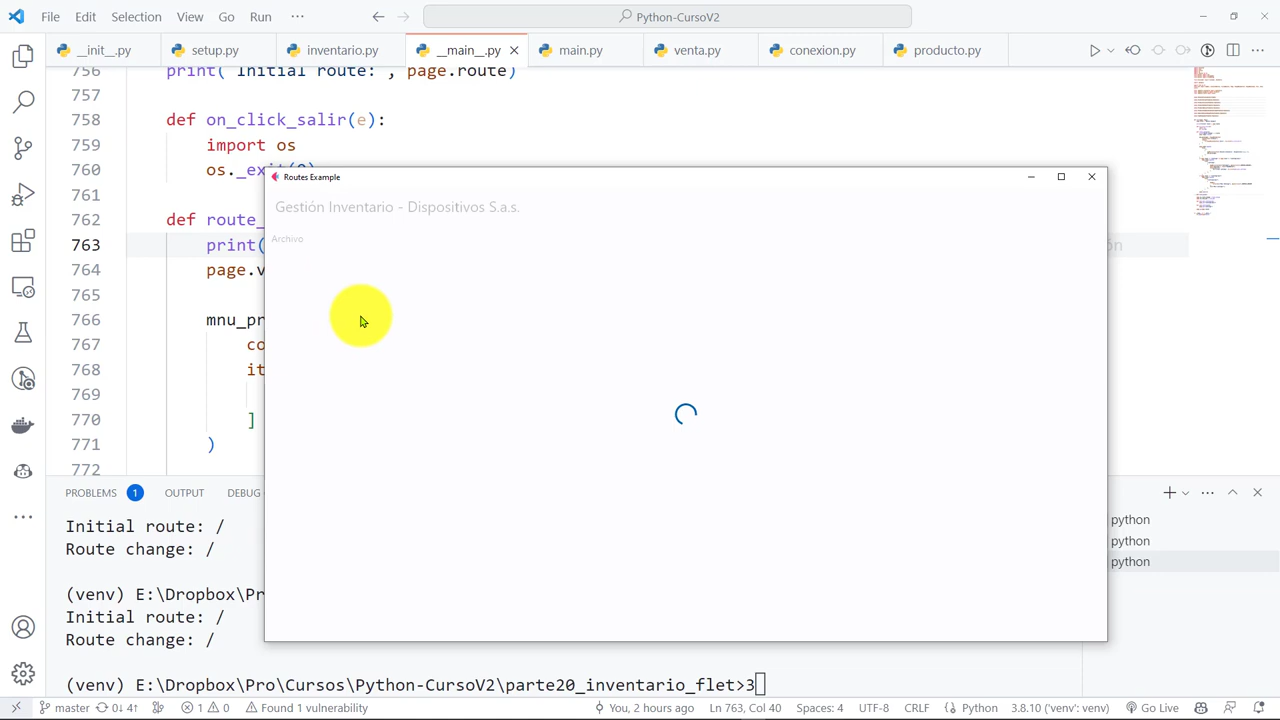 File Edit Selection View Go Run ··· Python-CursoV2
__init__.py setup.py inventario.py __main__.py main.py venta.py conexion.py producto.py
756 print("Initial route:", page.route)
757
758 def on_click_salir(e):
759 import os
760 os._exit(0)
761
762 def route_
763 print( on
764 page.v
765
766 mnu_pr
767 co
768 it
769
770 ]
771 )
772
Routes Example
Gestión Inventario - Dispositivos
Archivo
PROBLEMS 1 OUTPUT DEBUG
Initial route: /
Route change: /
(venv) E:\Dropbox\Pr
Initial route: /
Route change: /
(venv) E:\Dropbox\Pro\Cursos\Python-CursoV2\parte20_inventario_flet>3
python
python
python
master 0↓ 4↑ 1 0 Found 1 vulnerability You, 2 hours ago Ln 763, Col 40 Spaces: 4 UTF-8 CRLF Python 3.8.10 ('venv': venv) Go Live